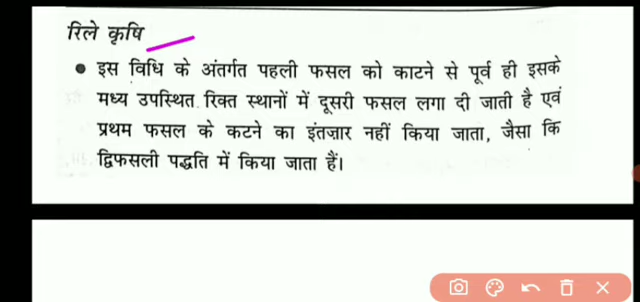 रिले कृषि
● इस विधि के अंतर्गत पहली फसल को काटने से पूर्व ही इसके
मध्य उपस्थित रिक्त स्थानों में दूसरी फसल लगा दी जाती है एवं
प्रथम फसल के कटने का इंतज़ार नहीं किया जाता, जैसा कि
द्विफसली पद्धति में किया जाता हैं।